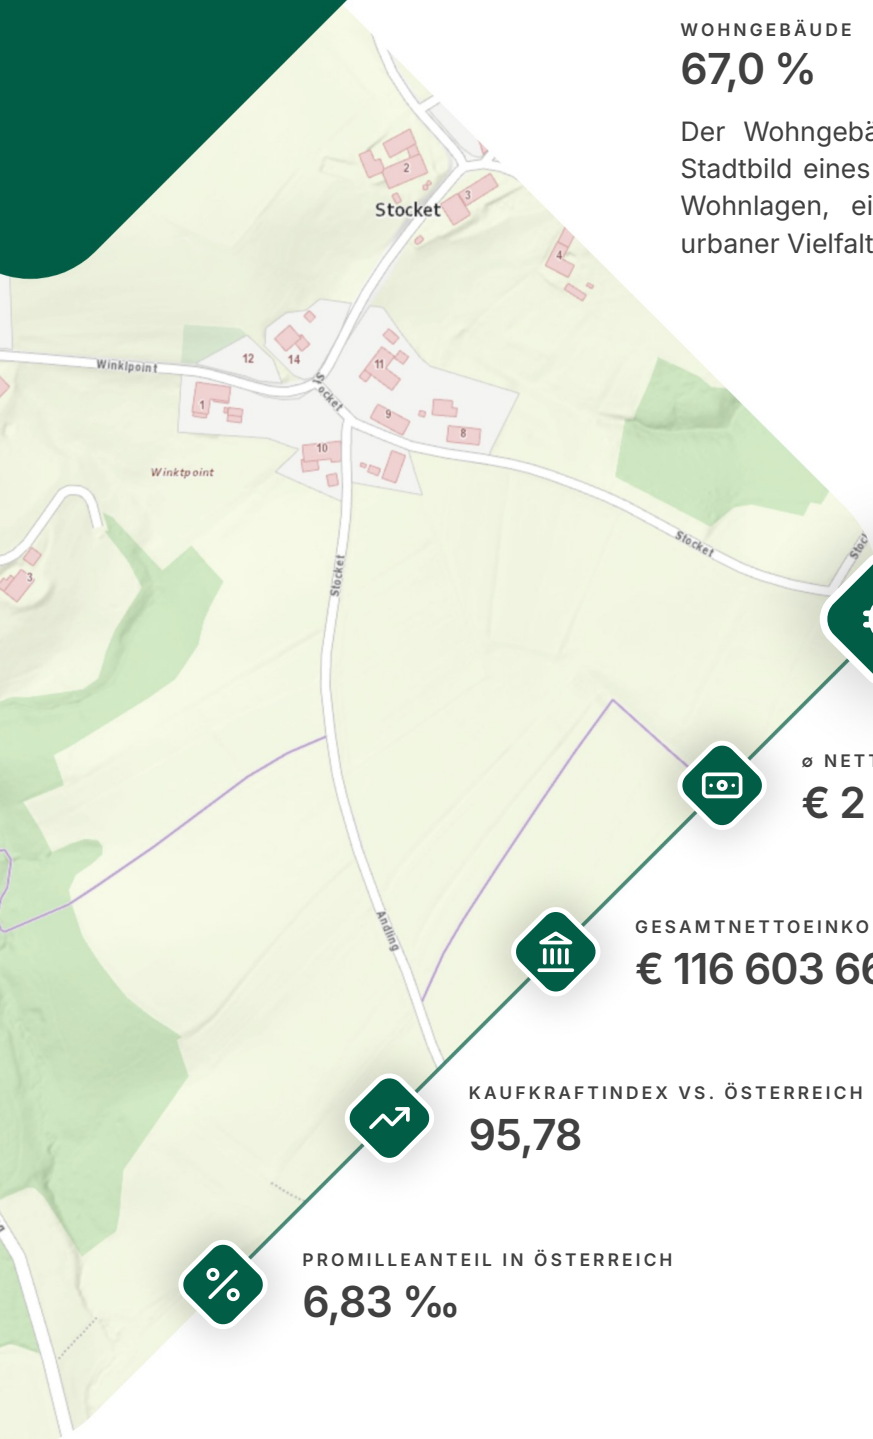 WOHNGEBÄUDE
67,0 %
Der Wohngebä
Stadtbild eines
Wohnlagen, ei
urbaner Vielfalt
2
Stocket
3
4
Winklpoint
12
14
11
Stocket
1
9
8
10
Winktpoint
Stocket
Stock
Stocket
3
ø NETT
€ 2
Andling
GESAMTNETTOEINKO
€ 116 603 66
KAUFKRAFTINDEX VS. ÖSTERREICH
95,78
PROMILLEANTEIL IN ÖSTERREICH
6,83 ‰